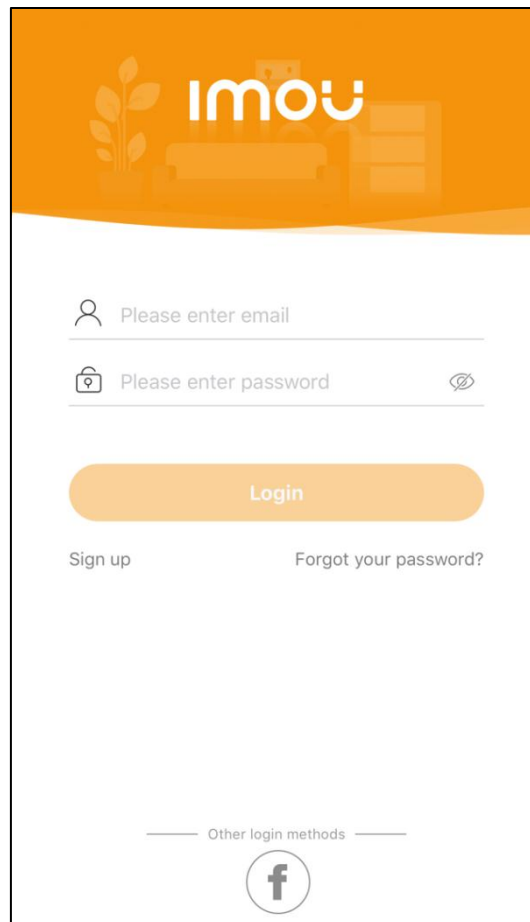 imou
Please enter email
Please enter password
Login
Sign up
Forgot your password?
Other login methods
f